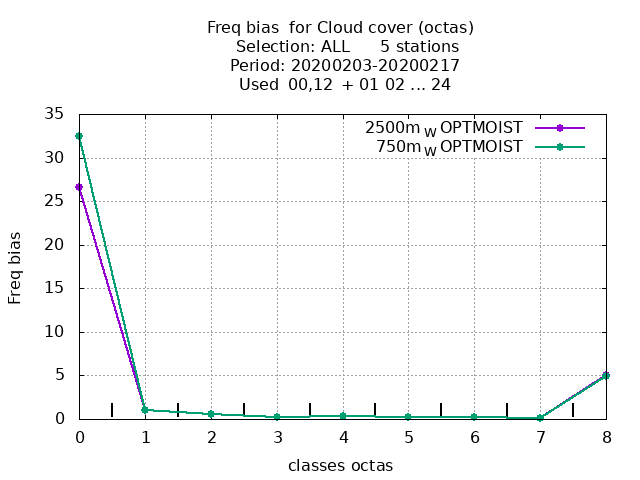 Freq bias for Cloud cover (octas)
Selection: ALL 5 stations
Period: 20200203-20200217
Used 00,12 + 01 02 ... 24
2500m W OPTMOIST
750m W OPTMOIST
35
30
25
20
15
10
5
0
Freq bias
0 1 2 3 4 5 6 7 8
classes octas